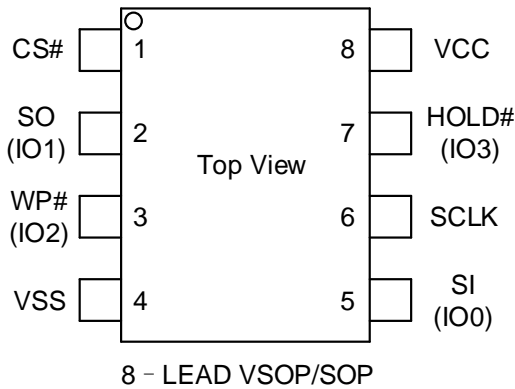 CS# 1 8 VCC
SO
(IO1) 2 7 HOLD#
(IO3)
Top View
WP#
(IO2) 3 6 SCLK
VSS 4 5 SI
(IO0)
8 – LEAD VSOP/SOP